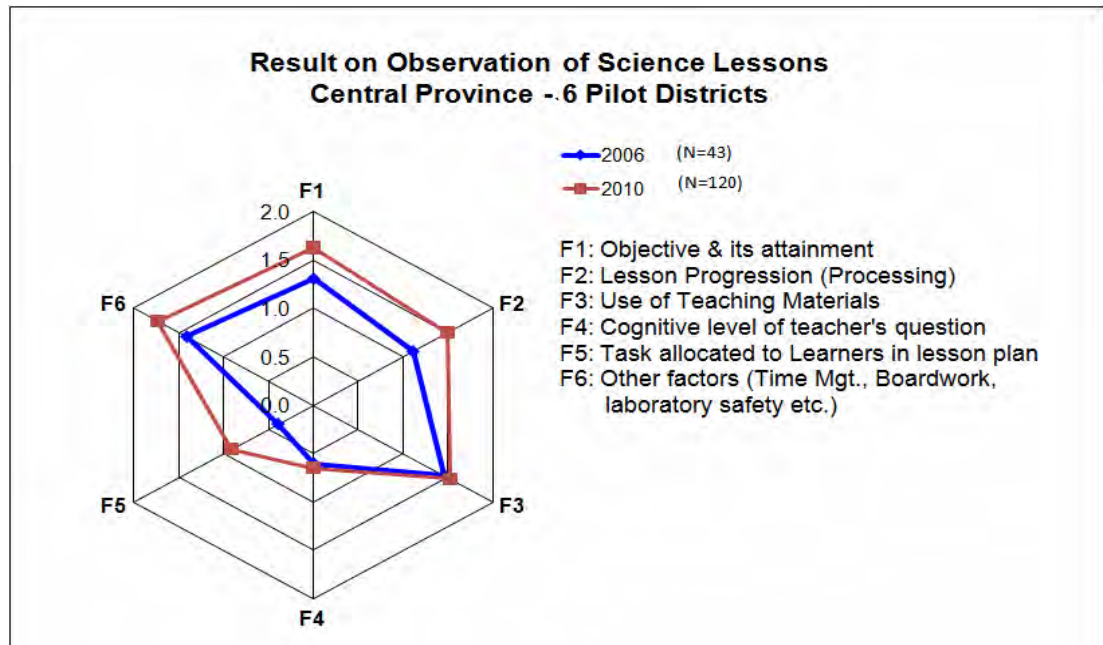 Result on Observation of Science Lessons
Central Province - 6 Pilot Districts
2006 (N=43)
2010 (N=120)
F1
2.0
1.5
F6
F2
1.0
0.5
0.0
F5
F3
F4
F1: Objective & its attainment
F2: Lesson Progression (Processing)
F3: Use of Teaching Materials
F4: Cognitive level of teacher's question
F5: Task allocated to Learners in lesson plan
F6: Other factors (Time Mgt., Boardwork,
laboratory safety etc.)